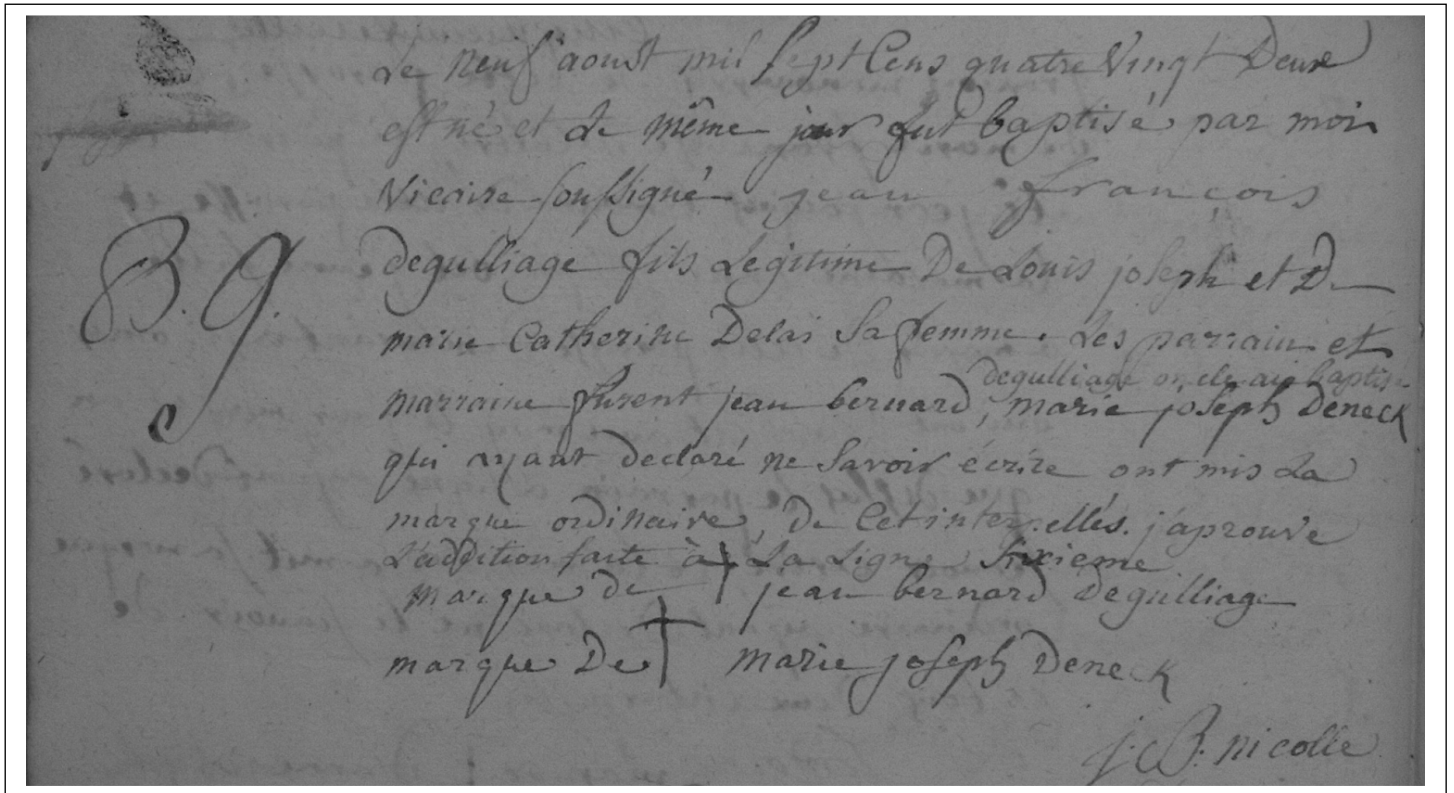 Le neuf aoust mil sept Cens quatre Vingt Deux
est né et Le même jour fut baptisé par moi
Vicaire soussigné jean françois
B. 9.
degulliage fils Legitime De Louis joseph et De
marie Catherine Delai Sa femme. Les parrain et
degulliage oncle au baptisé
marraine furent jean bernard, marie joseph Deneck
qui ayant declaré ne Savoir écrire ont mis La
marque ordinaire, de Cet interpellés. j'aprouve
L'addition faite à La Ligne Sixieme
marque de † jean bernard Degulliage
marque De † marie joseph Deneck
j. B. nicolle